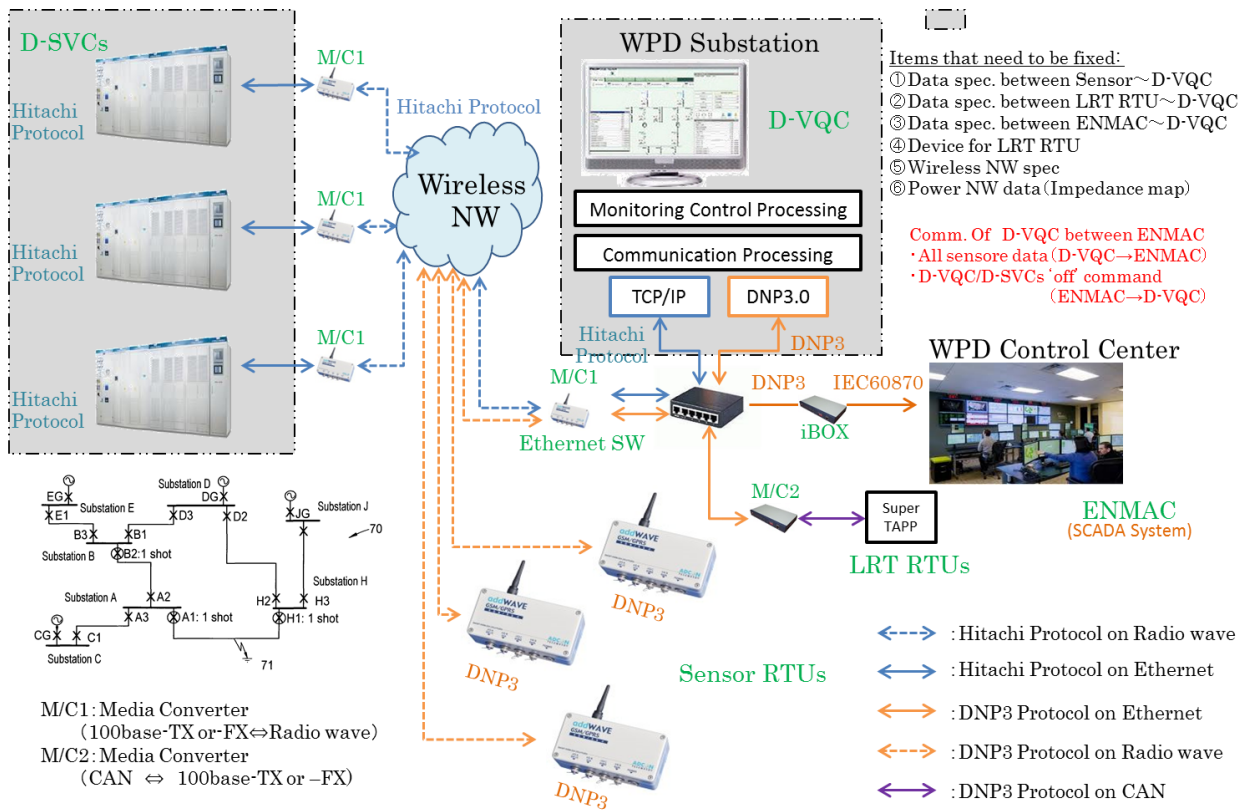 D-SVCs
Hitachi
Protocol
Hitachi
Protocol
Hitachi
Protocol
M/C1
M/C1
M/C1
Hitachi Protocol
Wireless
NW
WPD Substation
D-VQC
Monitoring Control Processing
Communication Processing
TCP/IP
DNP3.0
Hitachi
Protocol
DNP3
Items that need to be fixed:
①Data spec. between Sensor～D-VQC
②Data spec. between LRT RTU～D-VQC
③Data spec. between ENMAC～D-VQC
④Device for LRT RTU
⑤Wireless NW spec
⑥Power NW data(Impedance map)
Comm. Of D-VQC between ENMAC
・All sensore data(D-VQC→ENMAC)
・D-VQC/D-SVCs ‘off’ command
(ENMAC→D-VQC)
M/C1
Ethernet SW
DNP3
IEC60870
iBOX
WPD Control Center
ENMAC
(SCADA System)
M/C2
Super
TAPP
LRT RTUs
addWAVE
GSM/GPRS
DNP3
addWAVE
GSM/GPRS
DNP3
addWAVE
GSM/GPRS
DNP3
Sensor RTUs
Substation D
EG
DG
Substation E
Substation J
E1
D3
D2
JG
70
B3
B1
Substation B
B2:1 shot
Substation H
Substation A
A2
H2
H3
A3
A1: 1 shot
H1: 1 shot
CG
C1
Substation C
71
M/C1: Media Converter
(100base-TX or-FX⇔Radio wave)
M/C2: Media Converter
(CAN ⇔ 100base-TX or –FX)
: Hitachi Protocol on Radio wave
: Hitachi Protocol on Ethernet
: DNP3 Protocol on Ethernet
: DNP3 Protocol on Radio wave
: DNP3 Protocol on CAN